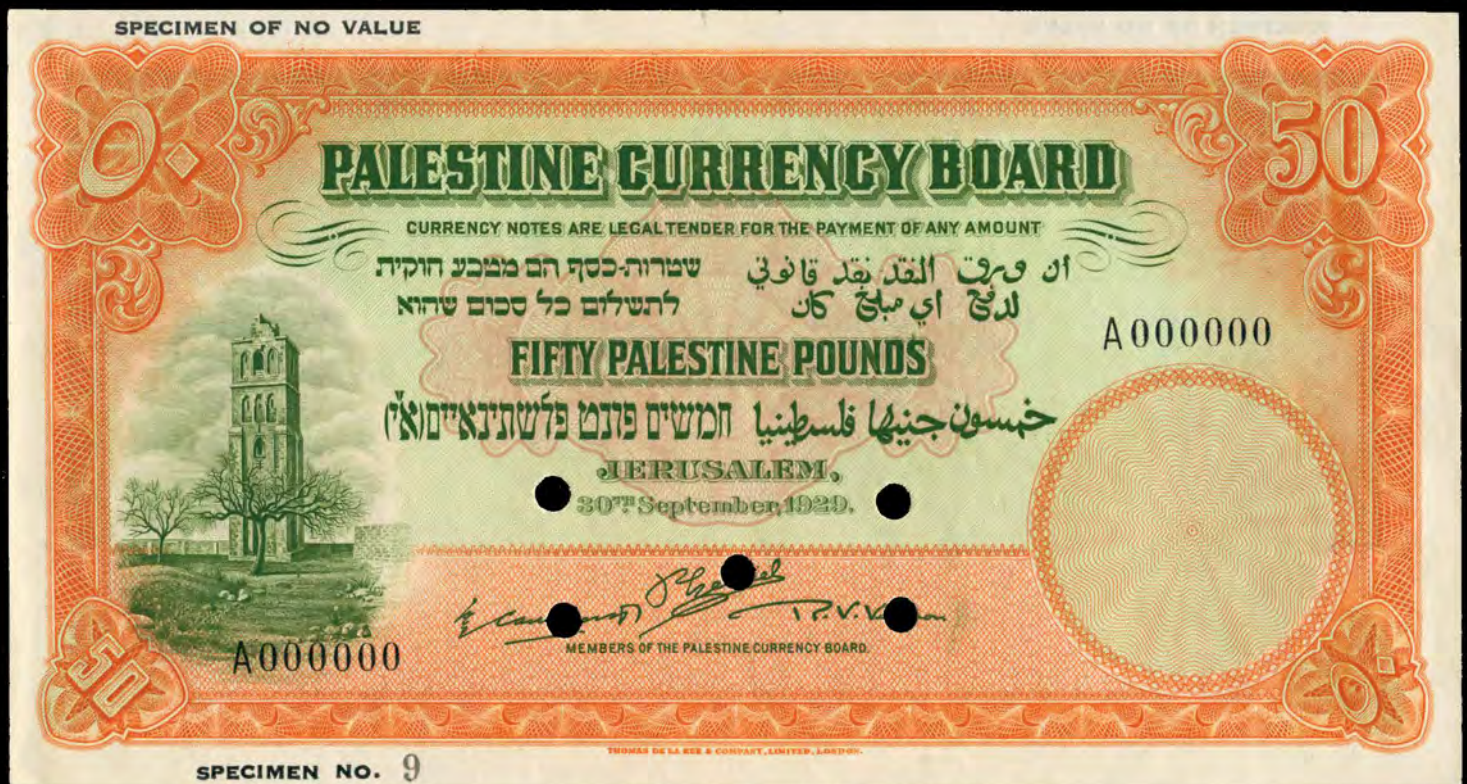 SPECIMEN OF NO VALUE
٥٠
50
PALESTINE CURRENCY BOARD
CURRENCY NOTES ARE LEGAL TENDER FOR THE PAYMENT OF ANY AMOUNT
שטרות-כסף הם מטבע חוקית ان ورق النقد نقد قانوني
לתשלום כל סכום שהוא لدفع اي مبلغ كان
A000000
FIFTY PALESTINE POUNDS
חמשים פונט פלשתינאיים(א״י) خمسون جنيها فلسطينيا
JERUSALEM,
30TH September, 1929.
MEMBERS OF THE PALESTINE CURRENCY BOARD.
A000000
50
٥٠
THOMAS DE LA RUE & COMPANY, LIMITED, LONDON.
SPECIMEN NO. 9